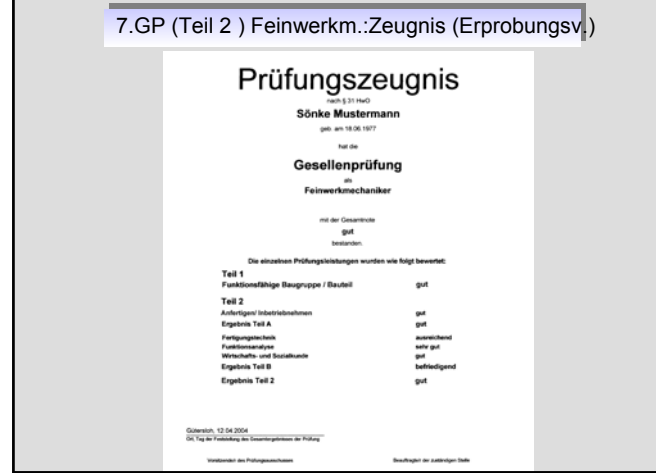 7.GP (Teil 2 ) Feinwerkm.:Zeugnis (Erprobungsv.)
Prüfungszeugnis
nach § 31 HwO
Sönke Mustermann
geb. am 18.06.1977
hat die
Gesellenprüfung
als
Feinwerkmechaniker
mit der Gesamtnote
gut
bestanden.
Die einzelnen Prüfungsleistungen wurden wie folgt bewertet:
Teil 1
Funktionsfähige Baugruppe / Bauteil gut
Teil 2
Anfertigen/ Inbetriebnehmen gut
Ergebnis Teil A gut
Fertigungstechnik ausreichend
Funktionsanalyse sehr gut
Wirtschafts- und Sozialkunde gut
Ergebnis Teil B befriedigend
Ergebnis Teil 2 gut
Gütersloh, 12.04.2004
Ort, Tag der Feststellung des Gesamtergebnisses der Prüfung
Vorsitzende/r des Prüfungsausschusses Beauftragte/r der zuständigen Stelle